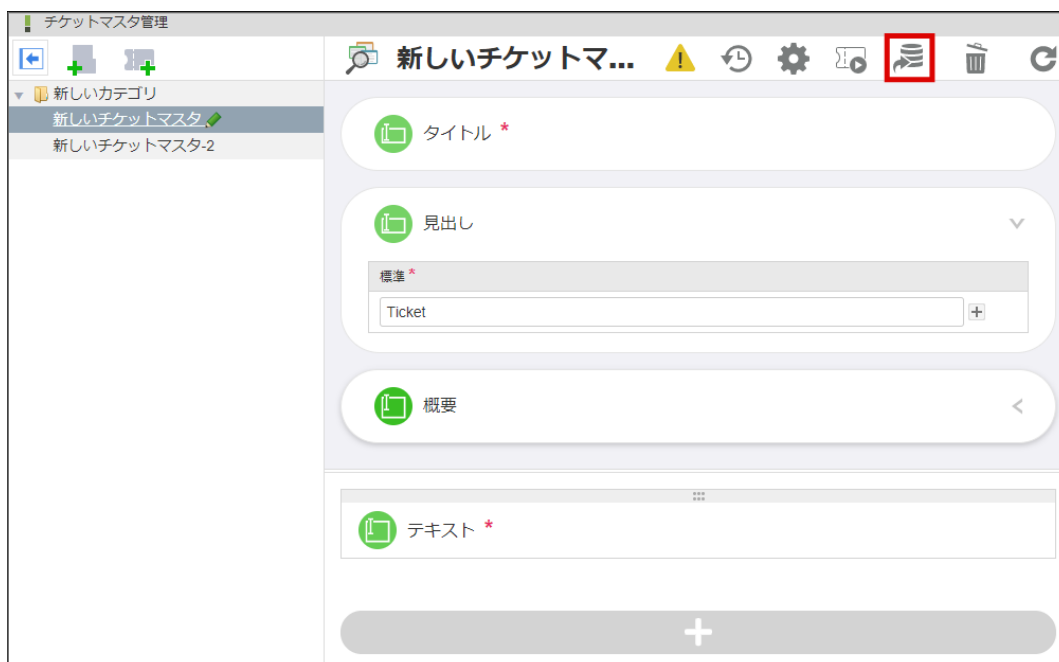 チケットマスタ管理
新しいチケットマ...
新しいカテゴリ
新しいチケットマスタ
新しいチケットマスタ-2
タイトル *
見出し
標準 *
Ticket
概要
テキスト *